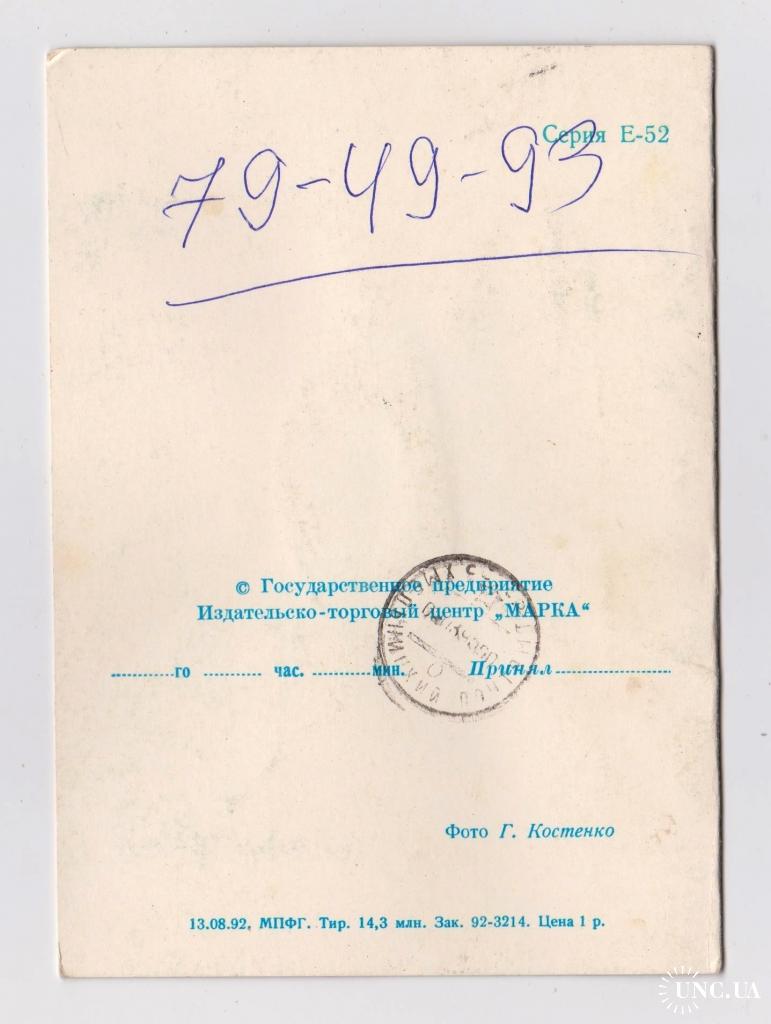 Серия Е-52
79-49-93
© Государственное предприятие
Издательско-торговый центр „МАРКА“
го час. мин. Принял
Фото Г. Костенко
13.08.92. МПФГ. Тир. 14,3 млн. Зак. 92-3214. Цена 1 р.
UNC.UA